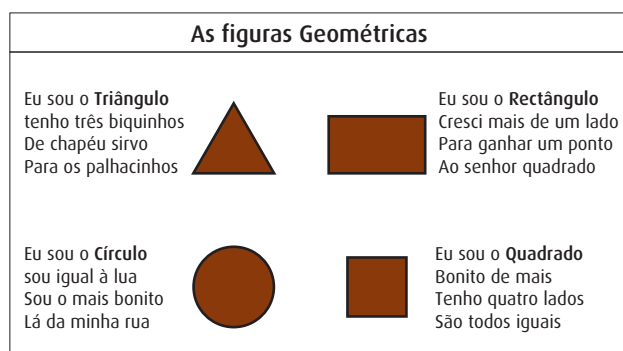 As figuras Geométricas
Eu sou o Triângulo
tenho três biquinhos
De chapéu sirvo
Para os palhacinhos
Eu sou o Rectângulo
Cresci mais de um lado
Para ganhar um ponto
Ao senhor quadrado
Eu sou o Círculo
sou igual à lua
Sou o mais bonito
Lá da minha rua
Eu sou o Quadrado
Bonito de mais
Tenho quatro lados
São todos iguais